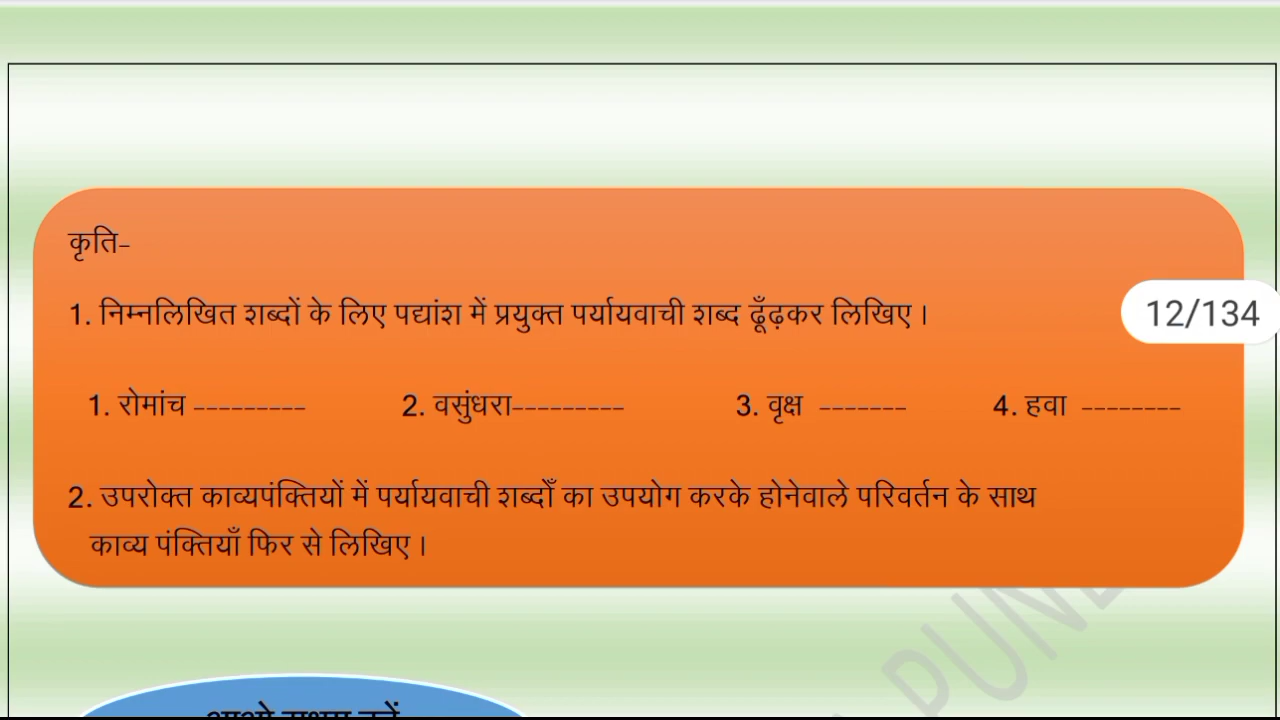 कृति-
1. निम्नलिखित शब्दों के लिए पद्यांश में प्रयुक्त पर्यायवाची शब्द ढूँढ़कर लिखिए ।
12/134
1. रोमांच --------- 2. वसुंधरा--------- 3. वृक्ष ------- 4. हवा --------
2. उपरोक्त काव्यपंक्तियों में पर्यायवाची शब्दोँ का उपयोग करके होनेवाले परिवर्तन के साथ
काव्य पंक्तियाँ फिर से लिखिए ।
PUNE